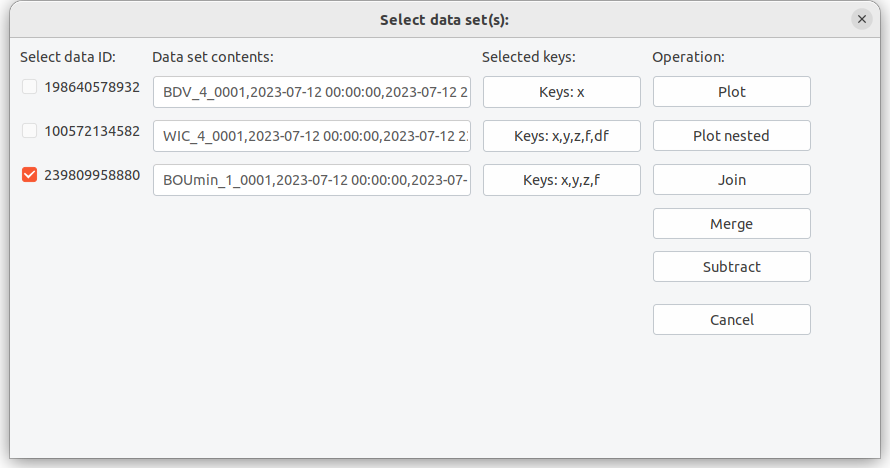 Select data set(s):
Select data ID: Data set contents: Selected keys: Operation:
198640578932 BDV_4_0001,2023-07-12 00:00:00,2023-07-12 2 Keys: x Plot
100572134582 WIC_4_0001,2023-07-12 00:00:00,2023-07-12 2 Keys: x,y,z,f,df Plot nested
239809958880 BOUmin_1_0001,2023-07-12 00:00:00,2023-07- Keys: x,y,z,f Join
Merge
Subtract
Cancel